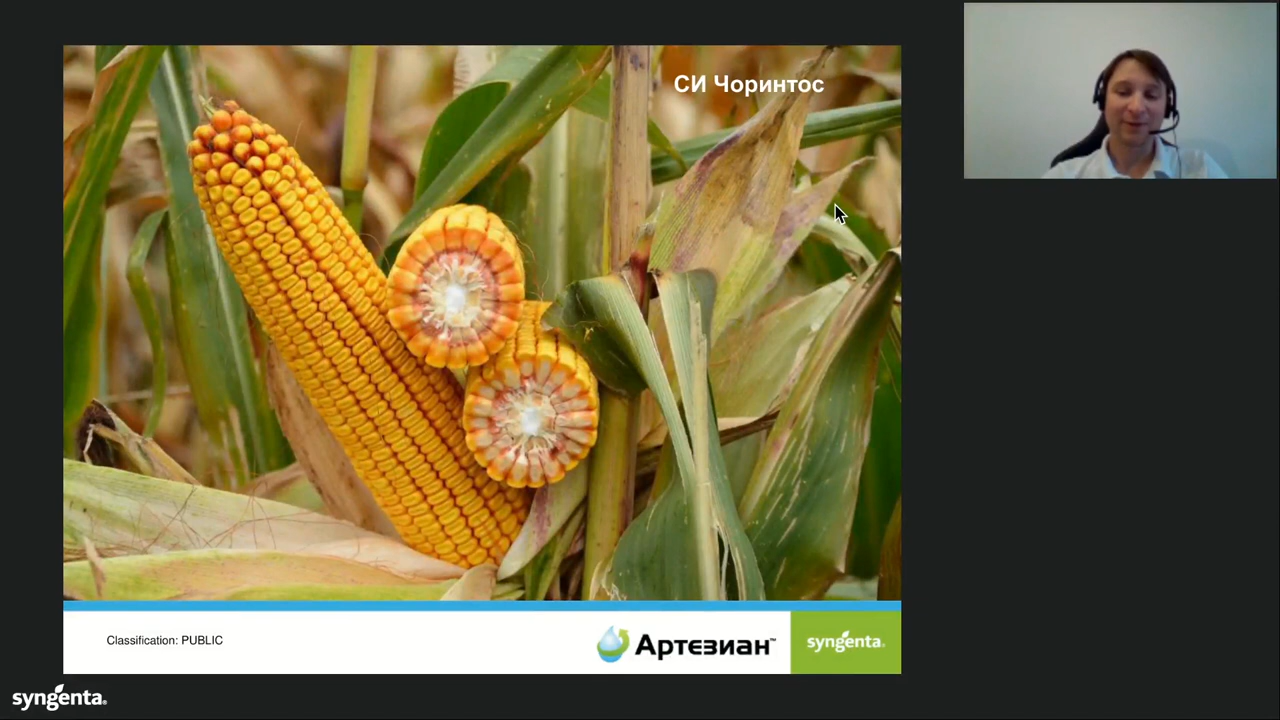 СИ Чоринтос
Classification: PUBLIC
Артезиан™
syngenta®
syngenta®